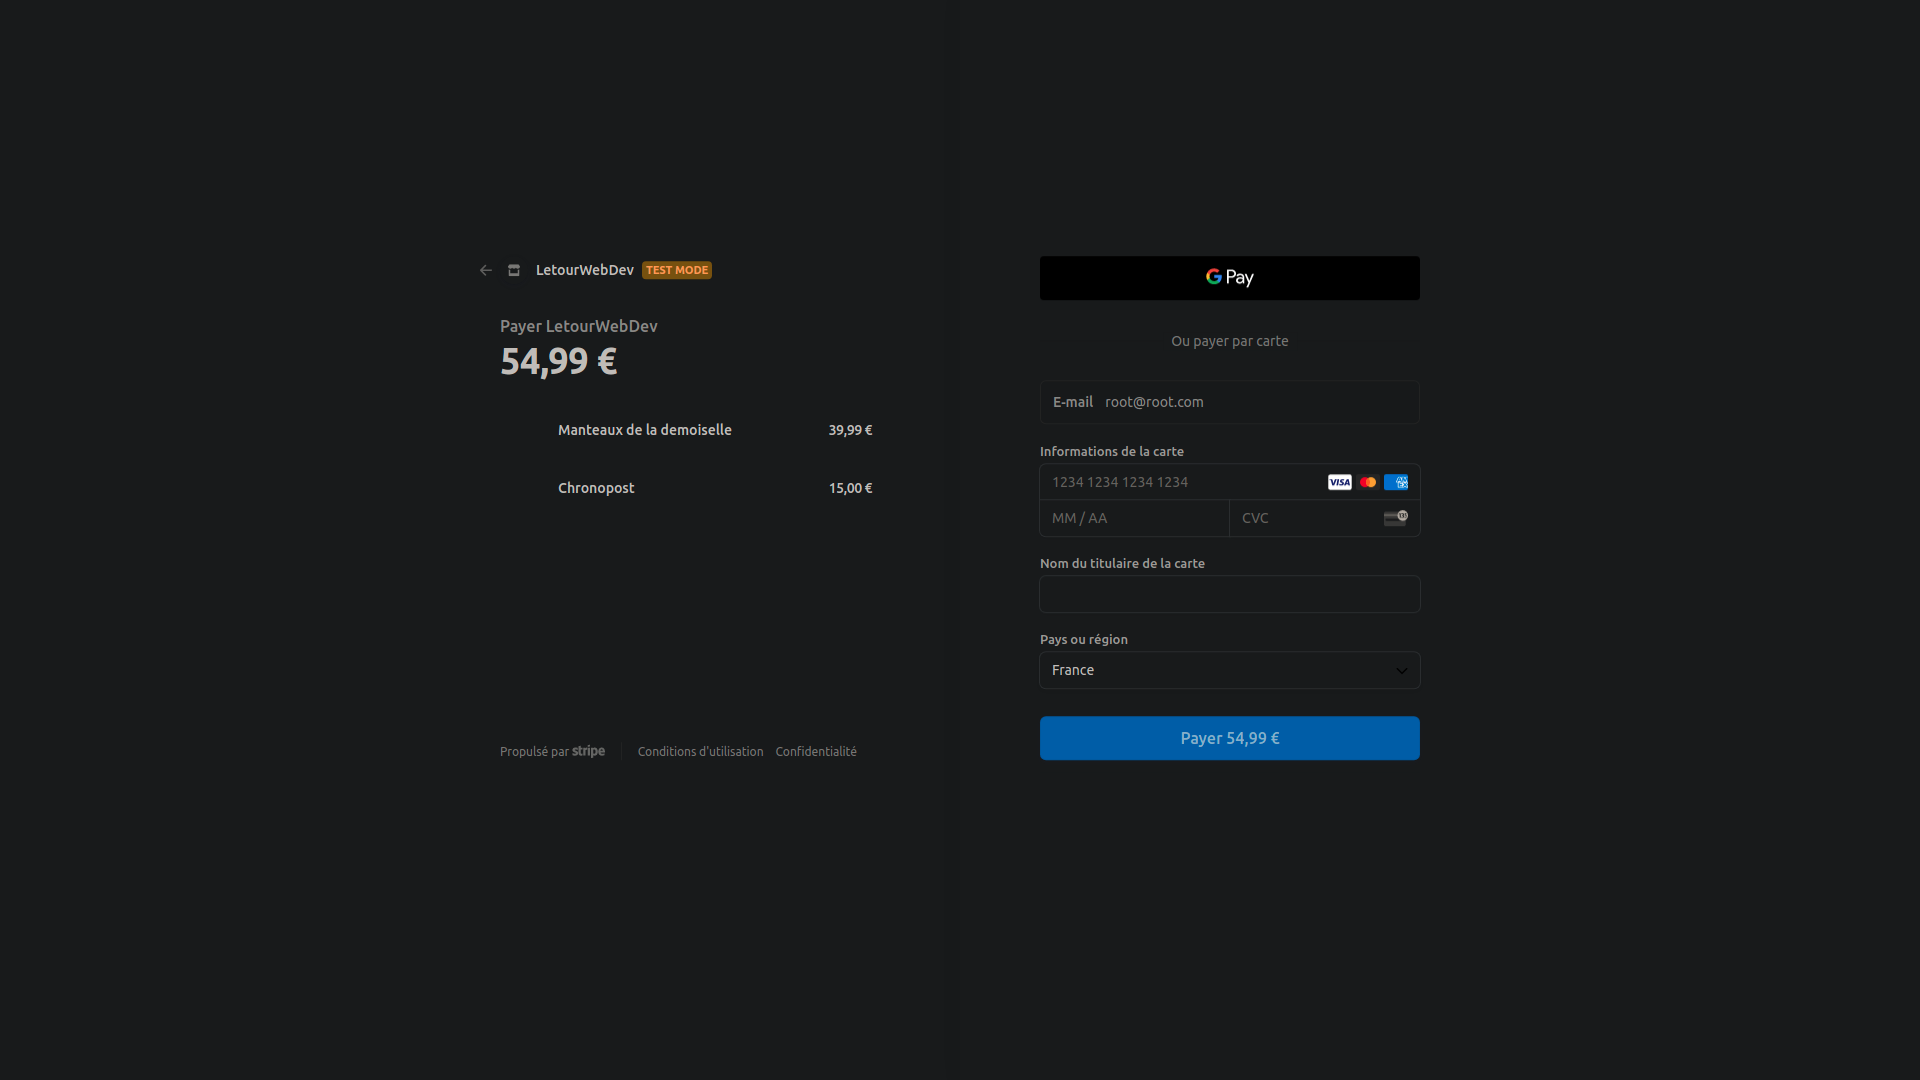 LetourWebDev TEST MODE
Payer LetourWebDev
54,99 €
Manteaux de la demoiselle 39,99 €
Chronopost 15,00 €
Propulsé par stripe Conditions d'utilisation Confidentialité
G Pay
Ou payer par carte
E-mail root@root.com
Informations de la carte
1234 1234 1234 1234 VISA
MM / AA CVC
Nom du titulaire de la carte
Pays ou région
France
Payer 54,99 €